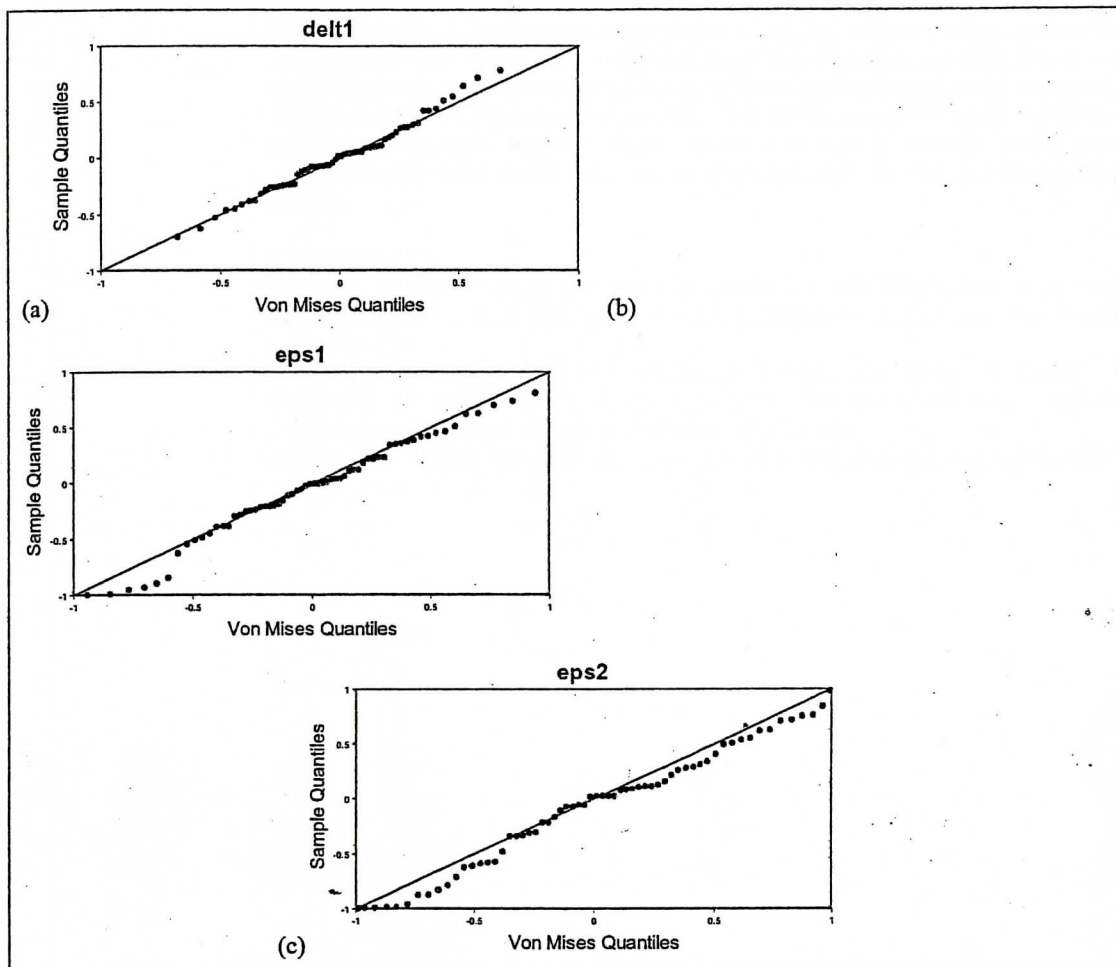 delt1
1
0.5
0
-0.5
-1
-1 -0.5 0 0.5 1
Sample Quantiles
Von Mises Quantiles
(a)
(b)
eps1
1
0.5
0
-0.5
-1
-1 -0.5 0 0.5 1
Sample Quantiles
Von Mises Quantiles
eps2
1
0.5
0
-0.5
-1
-1 -0.5 0 0.5 1
Sample Quantiles
Von Mises Quantiles
(c)